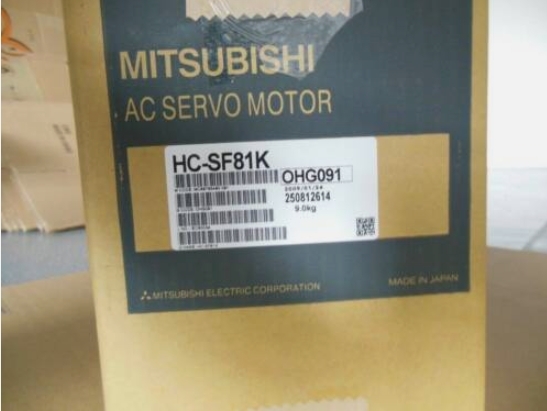 MITSUBISHI
AC SERVO MOTOR
HC-SF81K
OHG091
250812614
9.0kg
MITSUBISHI ELECTRIC CORPORATION
MADE IN JAPAN